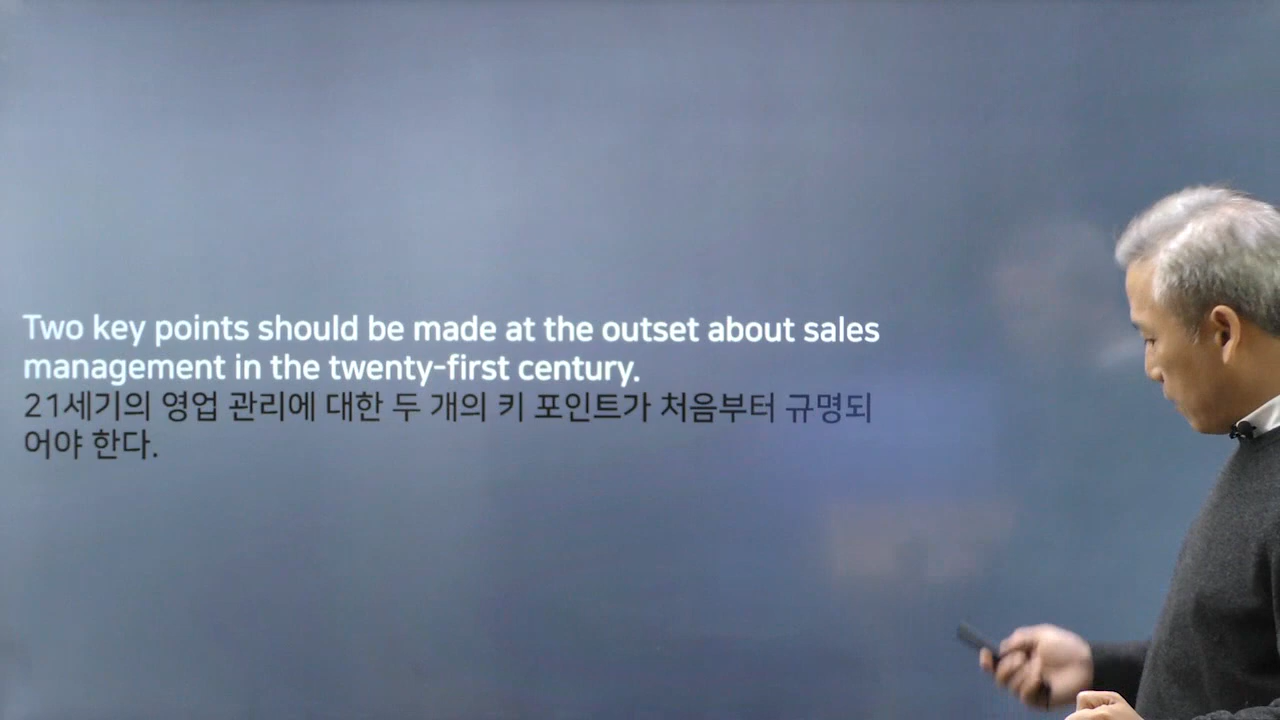 Two key points should be made at the outset about sales
management in the twenty-first century.
21세기의 영업 관리에 대한 두 개의 키 포인트가 처음부터 규명되
어야 한다.